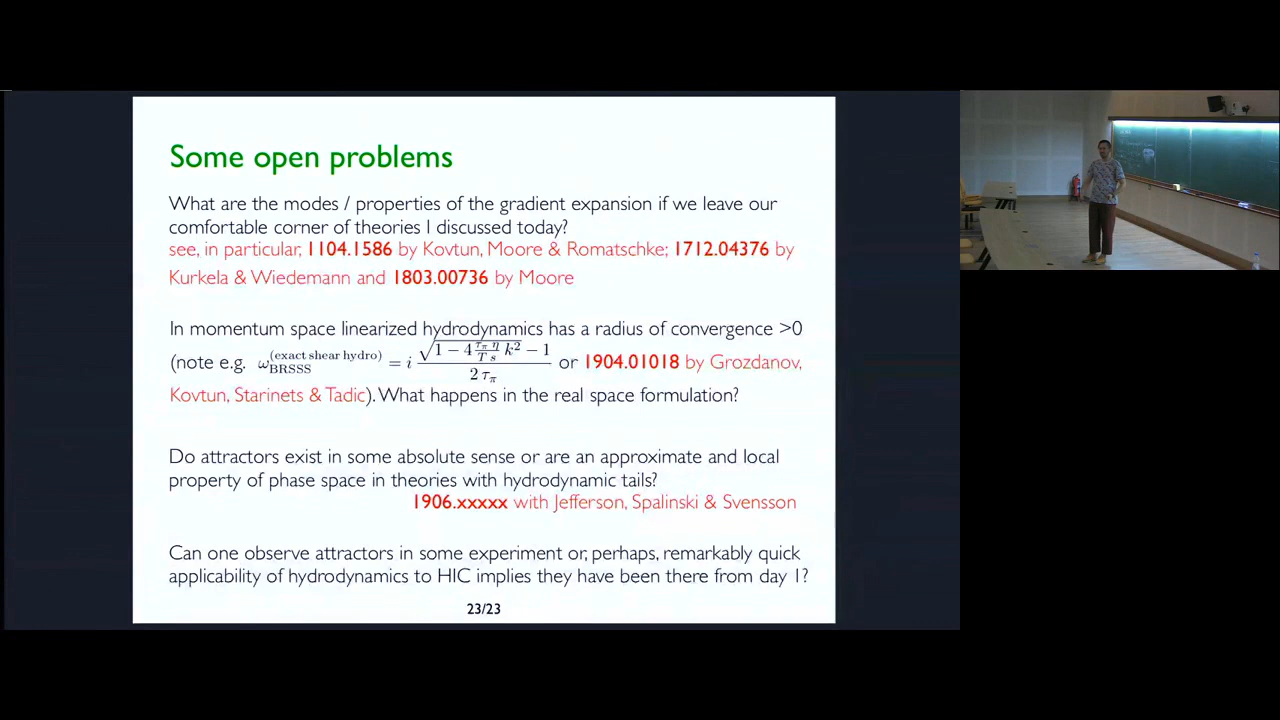 Some open problems
What are the modes / properties of the gradient expansion if we leave our
comfortable corner of theories I discussed today?
see, in particular, 1104.1586 by Kovtun, Moore & Romatschke; 1712.04376 by
Kurkela & Wiedemann and 1803.00736 by Moore
In momentum space linearized hydrodynamics has a radius of convergence >0
(note e.g. ω_BRSSS^(exact shear hydro) = i (√(1 − 4 (τ_π η)/(T s) k²) − 1)/(2 τ_π) or 1904.01018 by Grozdanov,
Kovtun, Starinets & Tadic). What happens in the real space formulation?
Do attractors exist in some absolute sense or are an approximate and local
property of phase space in theories with hydrodynamic tails?
1906.xxxxx with Jefferson, Spalinski & Svensson
Can one observe attractors in some experiment or, perhaps, remarkably quick
applicability of hydrodynamics to HIC implies they have been there from day 1?
23/23